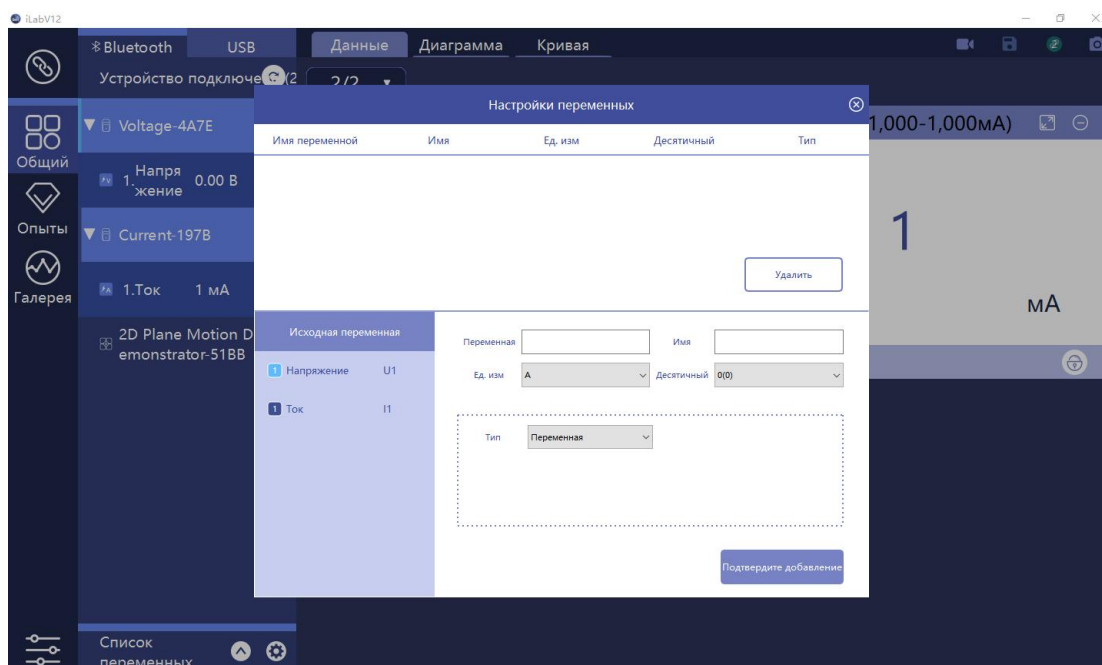 iLabV12
Bluetooth
USB
Данные
Диаграмма
Кривая
Устройство подключе
(2
2/2
Настройки переменных
Voltage-4A7E
Имя переменной
Имя
Ед. изм
Десятичный
Тип
1,000-1,000мА)
Общий
1. Напря
жение
0.00 В
Опыты
Current-197B
1
Удалить
Галерея
1.Ток
1 мА
мА
2D Plane Motion D
emonstrator-51BB
Исходная переменная
Переменная
Имя
1 Напряжение U1
Ед. изм
A
Десятичный
0(0)
1 Ток I1
Тип
Переменная
Подтвердите добавление
Список
переменных